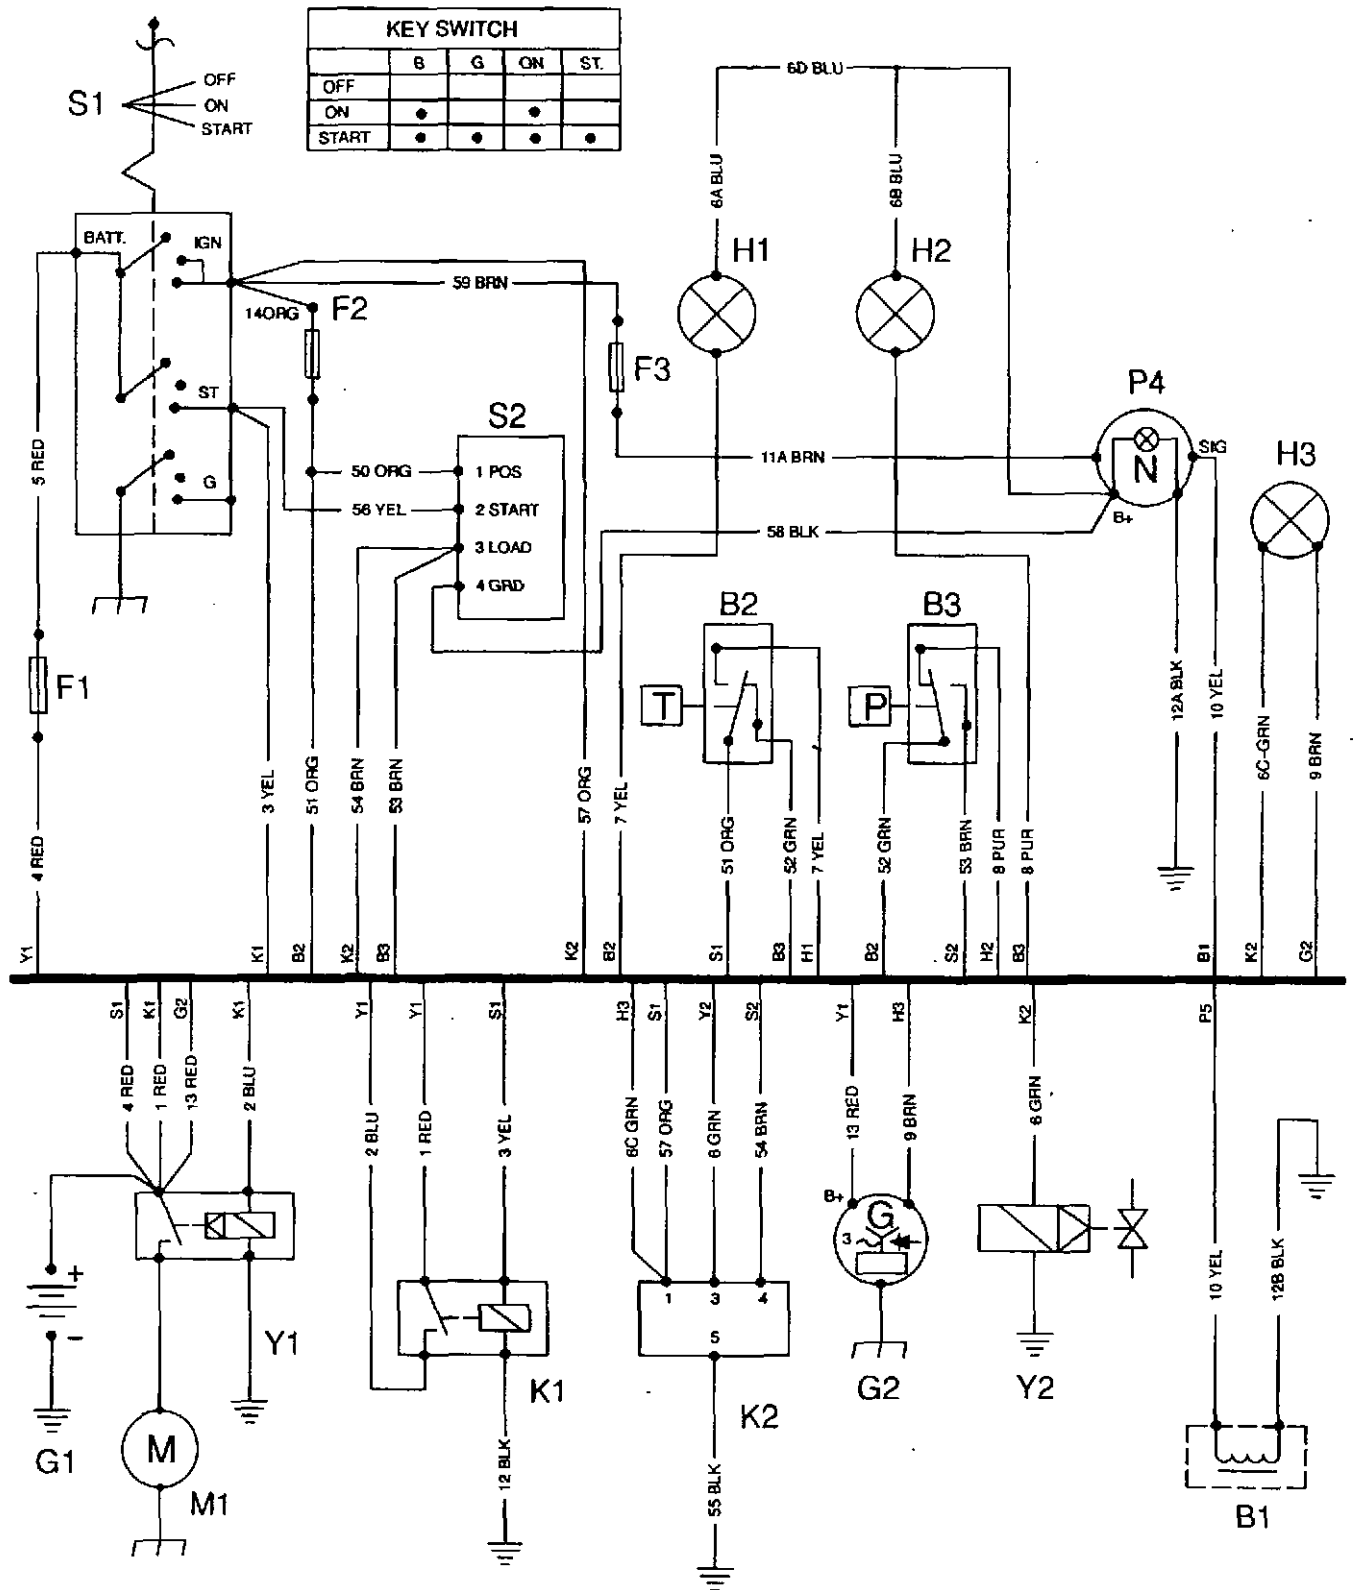 KEY SWITCH
B G ON ST.
OFF
ON
START
OFF
S1
ON
START
6D BLU
6A BLU
6B BLU
BATT.
IGN
H1
H2
59 BRN
14ORG
F2
F3
P4
ST
S2
5 RED
11A BRN
SIG
N
H3
50 ORG
1 POS
G
56 YEL
2 START
B+
58 BLK
3 LOAD
4 GRD
B2
B3
F1
T
P
12A BLK
10 YEL
6C-GRN
9 BRN
3 YEL
51 ORG
54 BRN
53 BRN
57 ORG
7 YEL
51 ORG
52 GRN
7 YEL
52 GRN
53 BRN
8 PUR
8 PUR
4 RED
Y1
K1
B2
K2
B3
K2
B2
S1
B3
H1
B2
S2
H2
B3
B1
K2
G2
S1
K1
G2
K1
Y1
Y1
S1
H3
S1
Y2
S2
Y1
H3
K2
P5
4 RED
1 RED
13 RED
2 BLU
2 BLU
1 RED
3 YEL
6C GRN
57 ORG
6 GRN
54 BRN
13 RED
9 BRN
6 GRN
B+
G
3
10 YEL
12B BLK
+
1 3 4
-
5
Y1
K1
G2
Y2
K2
G1
M
M1
12 BLK
55 BLK
B1